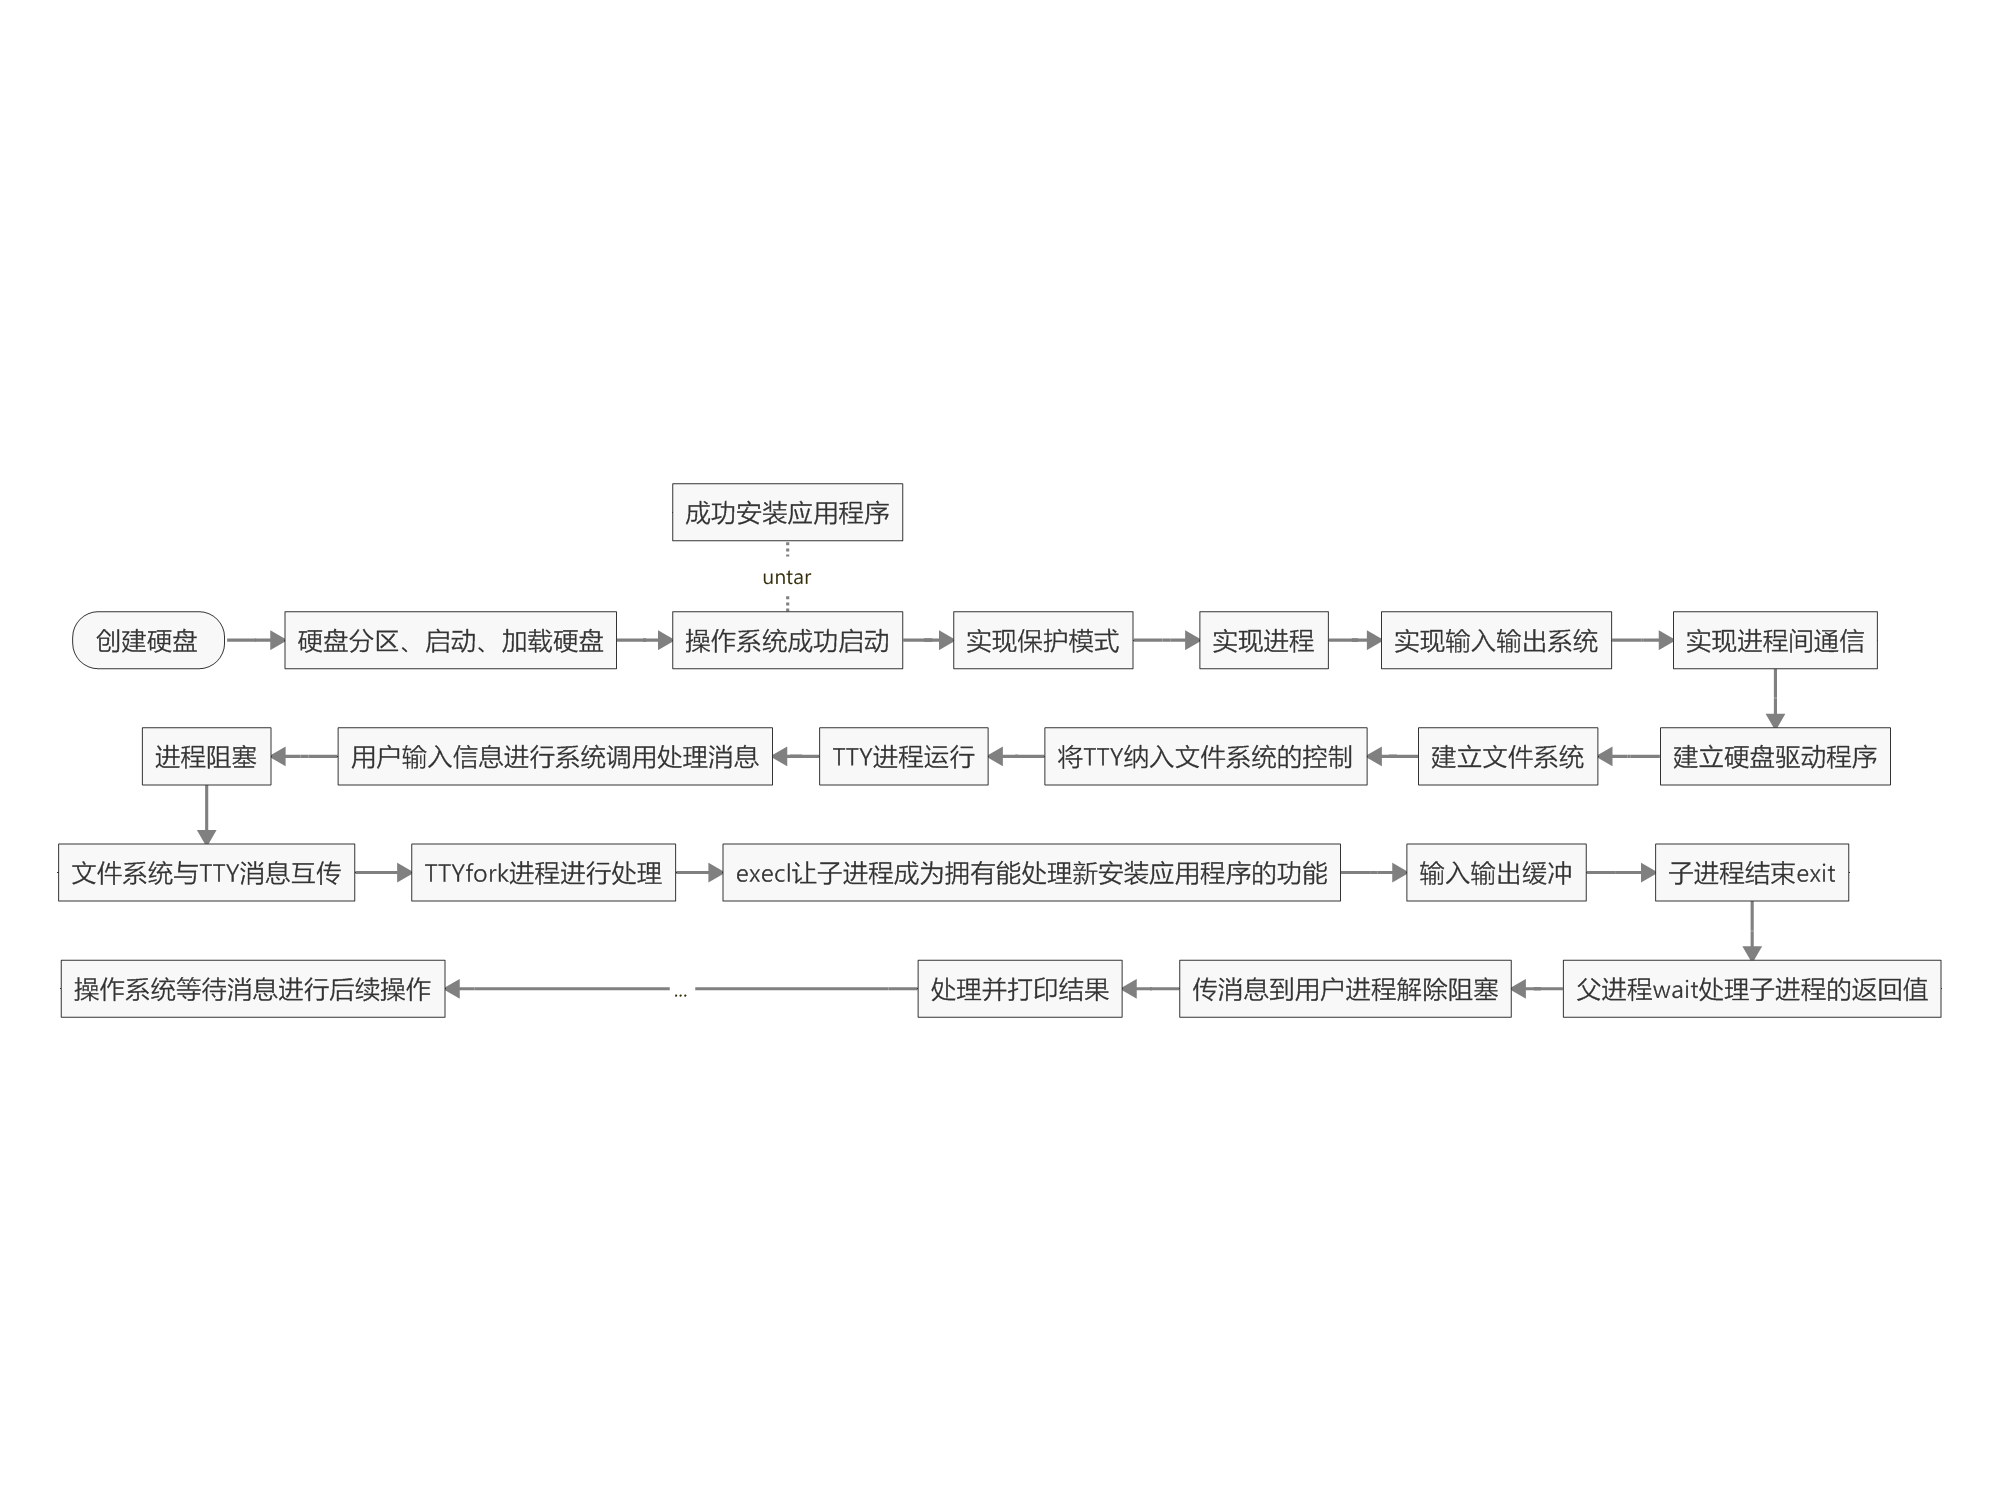 成功安装应用程序
untar
创建硬盘
硬盘分区、启动、加载硬盘
操作系统成功启动
实现保护模式
实现进程
实现输入输出系统
实现进程间通信
建立硬盘驱动程序
建立文件系统
将TTY纳入文件系统的控制
TTY进程运行
用户输入信息进行系统调用处理消息
进程阻塞
文件系统与TTY消息互传
TTYfork进程进行处理
execl让子进程成为拥有能处理新安装应用程序的功能
输入输出缓冲
子进程结束exit
父进程wait处理子进程的返回值
传消息到用户进程解除阻塞
处理并打印结果
...
操作系统等待消息进行后续操作